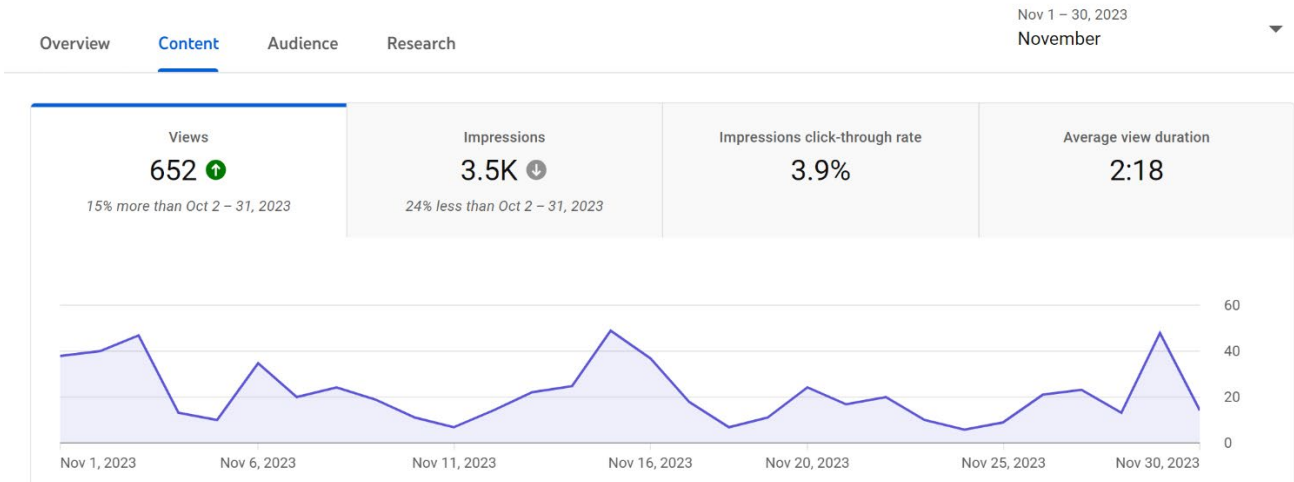 Nov 1 – 30, 2023
Overview Content Audience Research November
Views Impressions Impressions click-through rate Average view duration
652 3.5K 3.9% 2:18
15% more than Oct 2 – 31, 2023 24% less than Oct 2 – 31, 2023
60
40
20
0
Nov 1, 2023 Nov 6, 2023 Nov 11, 2023 Nov 16, 2023 Nov 20, 2023 Nov 25, 2023 Nov 30, 2023